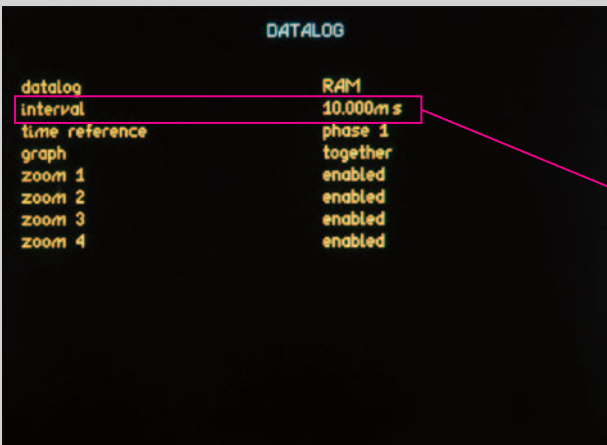 DATALOG
datalog RAM
interval 10.000m s
time reference phase 1
graph together
zoom 1 enabled
zoom 2 enabled
zoom 3 enabled
zoom 4 enabled